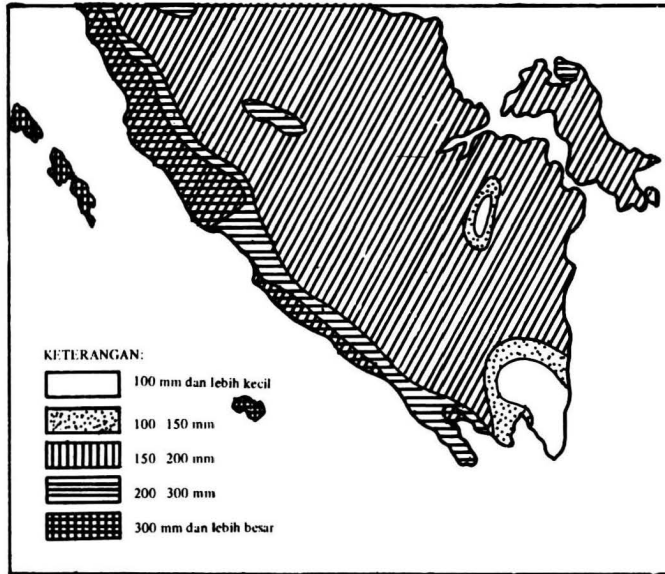 KETERANGAN:
100 mm dan lebih kecil
100 150 mm
150 200 mm
200 300 mm
300 mm dan lebih besar